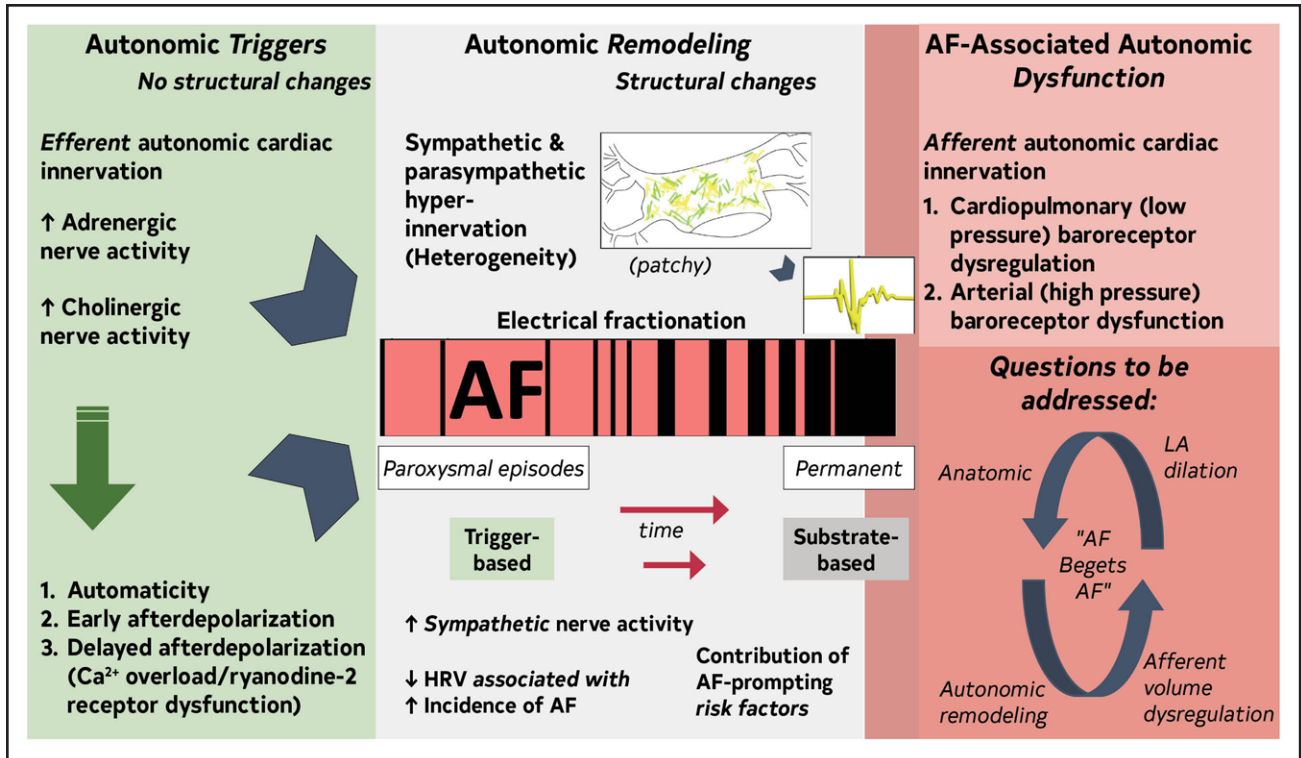 Autonomic Triggers
No structural changes
Efferent autonomic cardiac
innervation
↑ Adrenergic
nerve activity
↑ Cholinergic
nerve activity
1. Automaticity
2. Early afterdepolarization
3. Delayed afterdepolarization
(Ca²⁺ overload/ryanodine-2
receptor dysfunction)
Autonomic Remodeling
Structural changes
Sympathetic &
parasympathetic
hyper-
innervation
(Heterogeneity)
(patchy)
Electrical fractionation
AF
Paroxysmal episodes
Permanent
time
Trigger-
based
Substrate-
based
↑ Sympathetic nerve activity
↓ HRV associated with
↑ Incidence of AF
Contribution of
AF-prompting
risk factors
AF-Associated Autonomic
Dysfunction
Afferent autonomic cardiac
innervation
1. Cardiopulmonary (low
pressure) baroreceptor
dysregulation
2. Arterial (high pressure)
baroreceptor dysfunction
Questions to be
addressed:
Anatomic
LA
dilation
"AF
Begets
AF"
Autonomic
remodeling
Afferent
volume
dysregulation